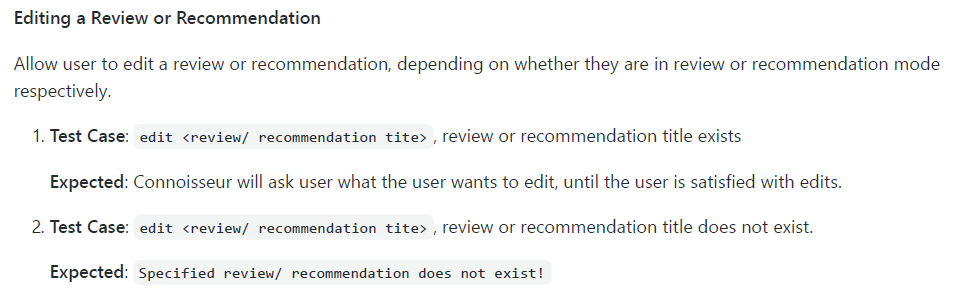 Editing a Review or Recommendation
Allow user to edit a review or recommendation, depending on whether they are in review or recommendation mode
respectively.
1. Test Case: edit <review/ recommendation tite>, review or recommendation title exists
Expected: Connoisseur will ask user what the user wants to edit, until the user is satisfied with edits.
2. Test Case: edit <review/ recommendation tite>, review or recommendation title does not exist.
Expected: Specified review/ recommendation does not exist!